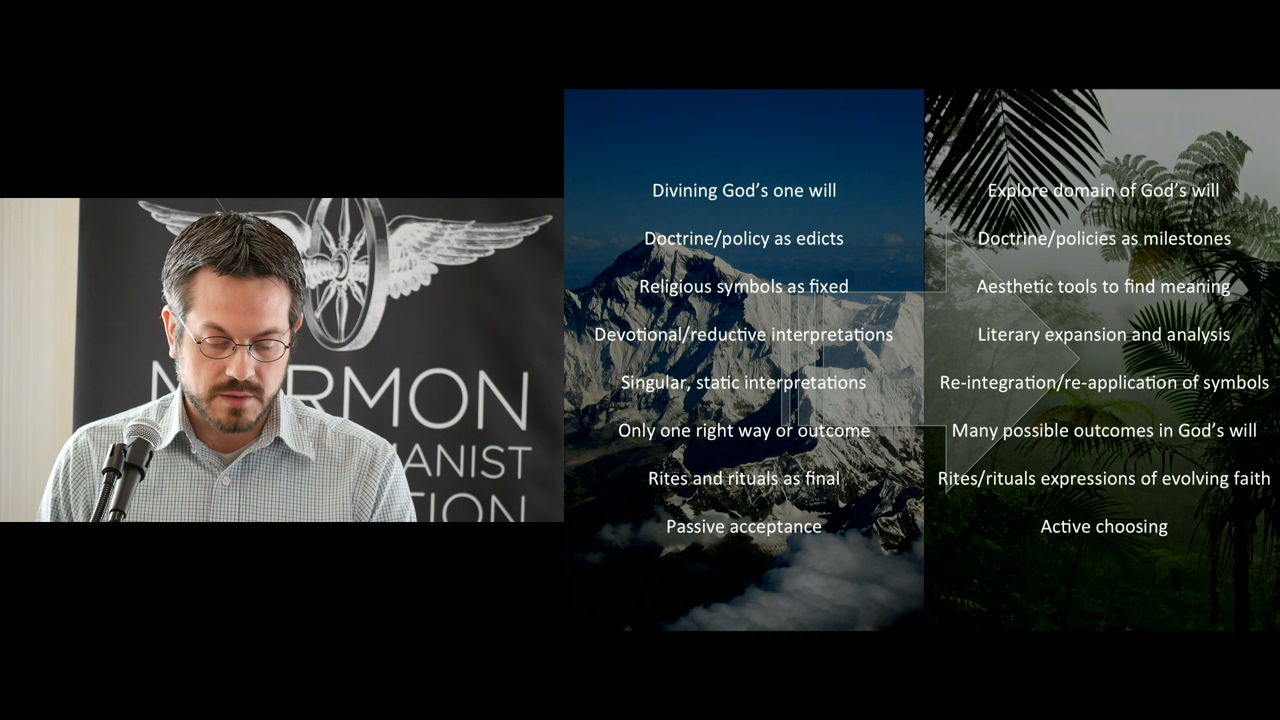 MORMON
ANIST
TION
Divining God’s one will
Doctrine/policy as edicts
Religious symbols as fixed
Devotional/reductive interpretations
Singular, static interpretations
Only one right way or outcome
Rites and rituals as final
Passive acceptance
Explore domain of God’s will
Doctrine/policies as milestones
Aesthetic tools to find meaning
Literary expansion and analysis
Re-integration/re-application of symbols
Many possible outcomes in God’s will
Rites/rituals expressions of evolving faith
Active choosing